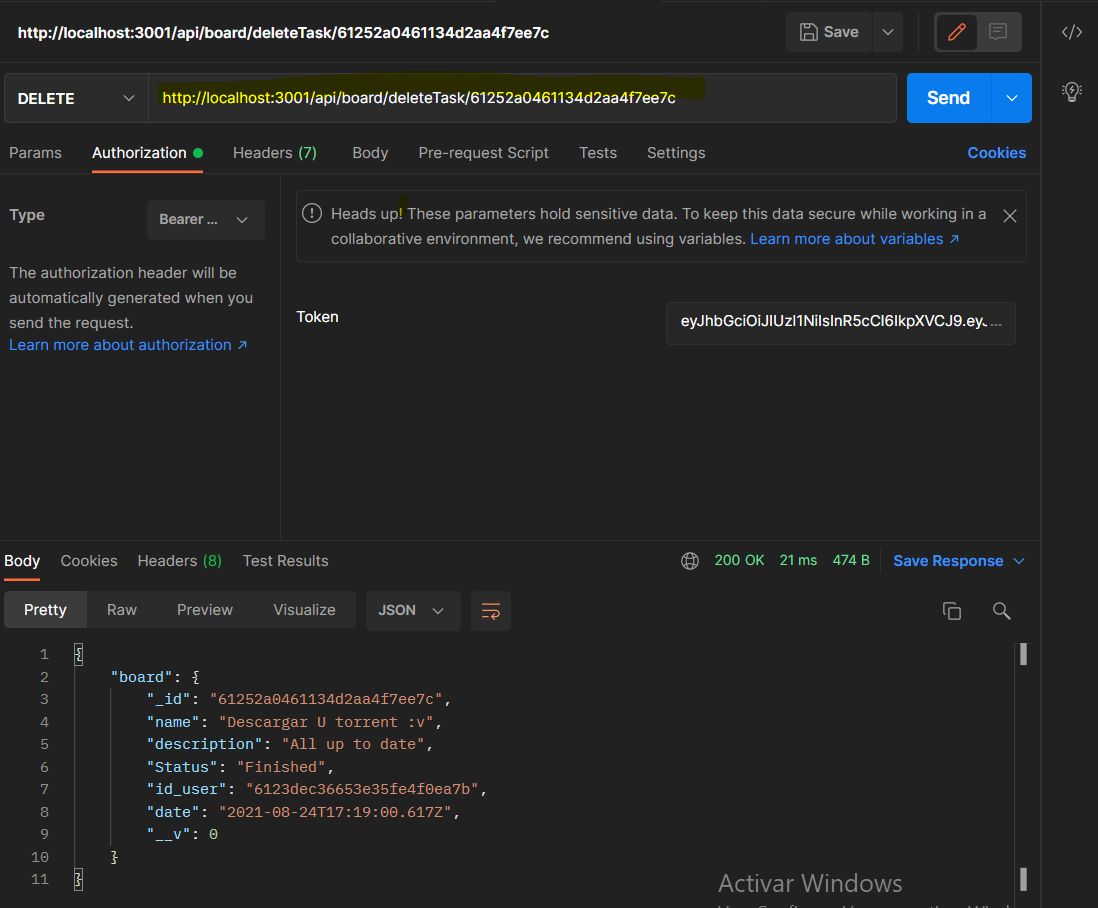 http://localhost:3001/api/board/deleteTask/61252a0461134d2aa4f7ee7c
Save
DELETE
http://localhost:3001/api/board/deleteTask/61252a0461134d2aa4f7ee7c
Send
Params
Authorization
Headers (7)
Body
Pre-request Script
Tests
Settings
Cookies
Type
Bearer ...
The authorization header will be
automatically generated when you
send the request.
Learn more about authorization ↗
Heads up! These parameters hold sensitive data. To keep this data secure while working in a
collaborative environment, we recommend using variables. Learn more about variables ↗
Token
eyJhbGciOiJIUzI1NiIsInR5cCI6IkpXVCJ9.eyJ...
Body
Cookies
Headers (8)
Test Results
200 OK
21 ms
474 B
Save Response
Pretty
Raw
Preview
Visualize
JSON
1 {
2 "board": {
3 "_id": "61252a0461134d2aa4f7ee7c",
4 "name": "Descargar U torrent :v",
5 "description": "All up to date",
6 "Status": "Finished",
7 "id_user": "6123dec36653e35fe4f0ea7b",
8 "date": "2021-08-24T17:19:00.617Z",
9 "__v": 0
10 }
11 }
Activar Windows